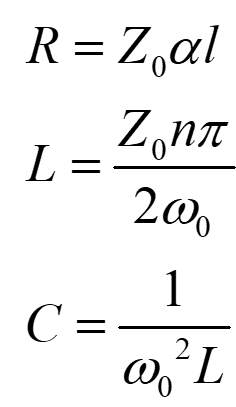 R = Z₀αl
L = Z₀nπ / 2ω₀
C = 1 / ω₀²L